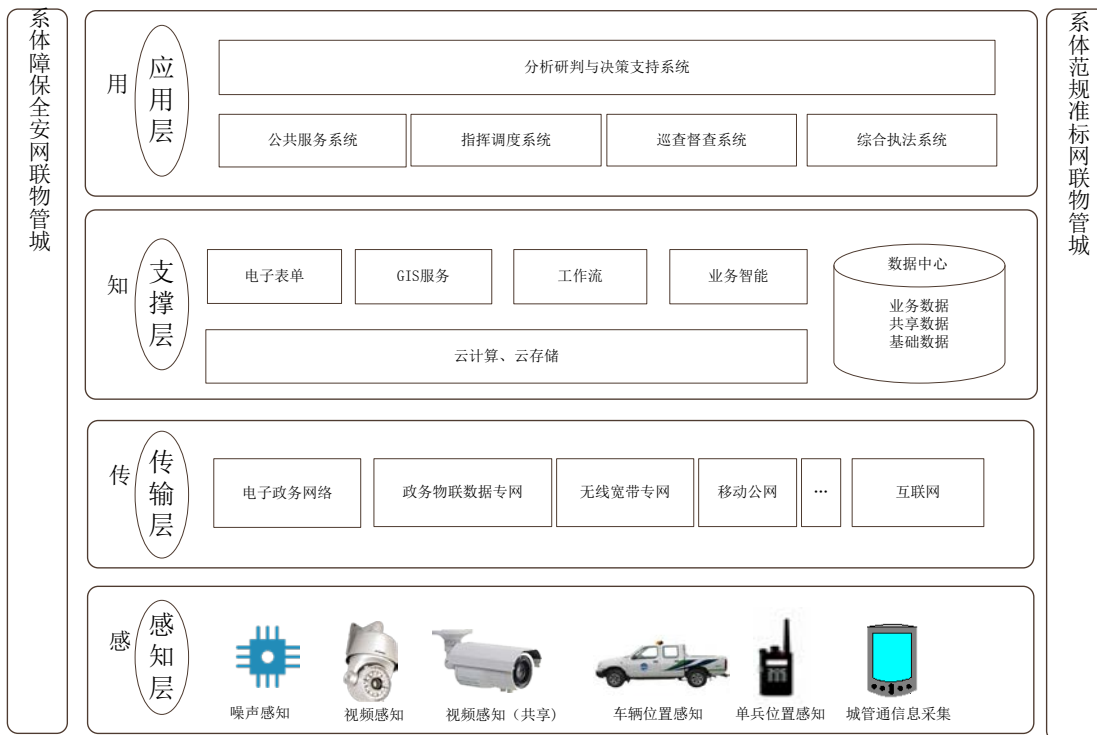 系体障保全安网联物管城
用
应用层
分析研判与决策支持系统
公共服务系统
指挥调度系统
巡查督查系统
综合执法系统
知
支撑层
电子表单
GIS服务
工作流
业务智能
云计算、云存储
数据中心
业务数据
共享数据
基础数据
传
传输层
电子政务网络
政务物联数据专网
无线宽带专网
移动公网
…
互联网
感
感知层
噪声感知
视频感知
视频感知（共享）
车辆位置感知
单兵位置感知
城管通信息采集
系体范规准标网联物管城